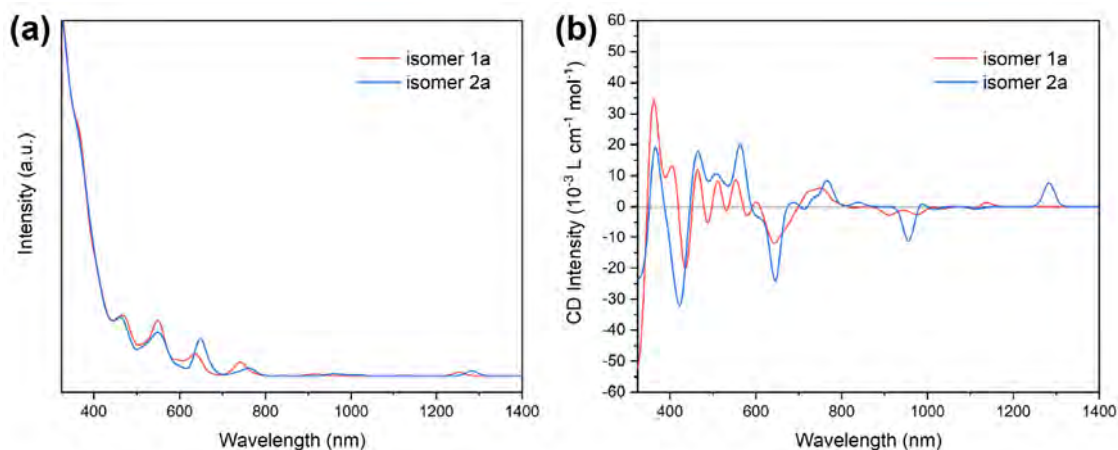 (a)
isomer 1a
isomer 2a
Intensity (a.u.)
400 600 800 1000 1200 1400
Wavelength (nm)
(b)
isomer 1a
isomer 2a
CD Intensity (10⁻³ L cm⁻¹ mol⁻¹)
60
50
40
30
20
10
0
-10
-20
-30
-40
-50
-60
400 600 800 1000 1200 1400
Wavelength (nm)